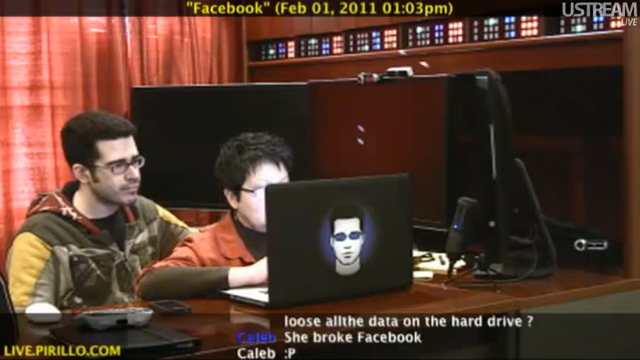 "Facebook" (Feb 01, 2011 01:03pm)
USTREAM
LIVE
loose allthe data on the hard drive ?
Caleb She broke Facebook
Caleb :P
LIVE.PIRILLO.COM